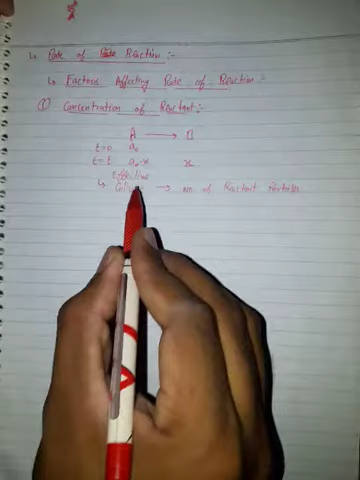 ↳ Rate of Reaction :-
↳ Factors Affecting Rate of Reaction :-
① Concentration of Reactant :-
A ⟶ B
t=0 a₀
t=t a₀-x x
Effective
↳ → no. of Reactant Particles